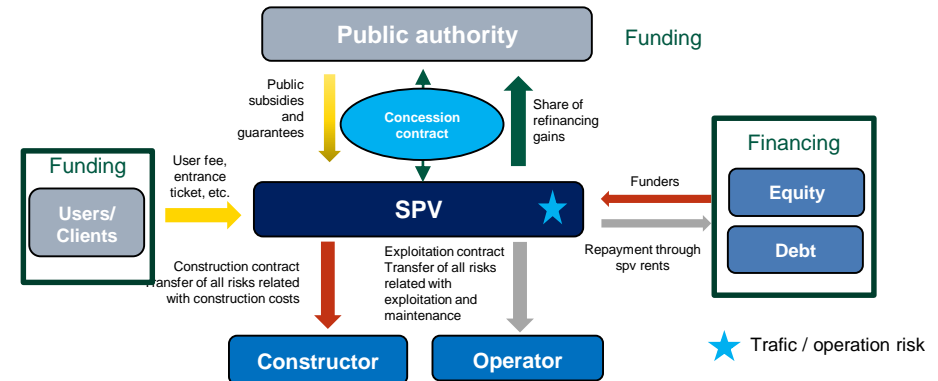 Public authority
Funding
Public
subsidies
and
guarantees
Concession
contract
Share of
refinancing
gains
Funding
Users/
Clients
User fee,
entrance
ticket, etc.
SPV
Financing
Equity
Debt
Funders
Repayment through
spv rents
Construction contract
Transfer of all risks related
with construction costs
Exploitation contract
Transfer of all risks
related with
exploitation and
maintenance
Constructor
Operator
Trafic / operation risk